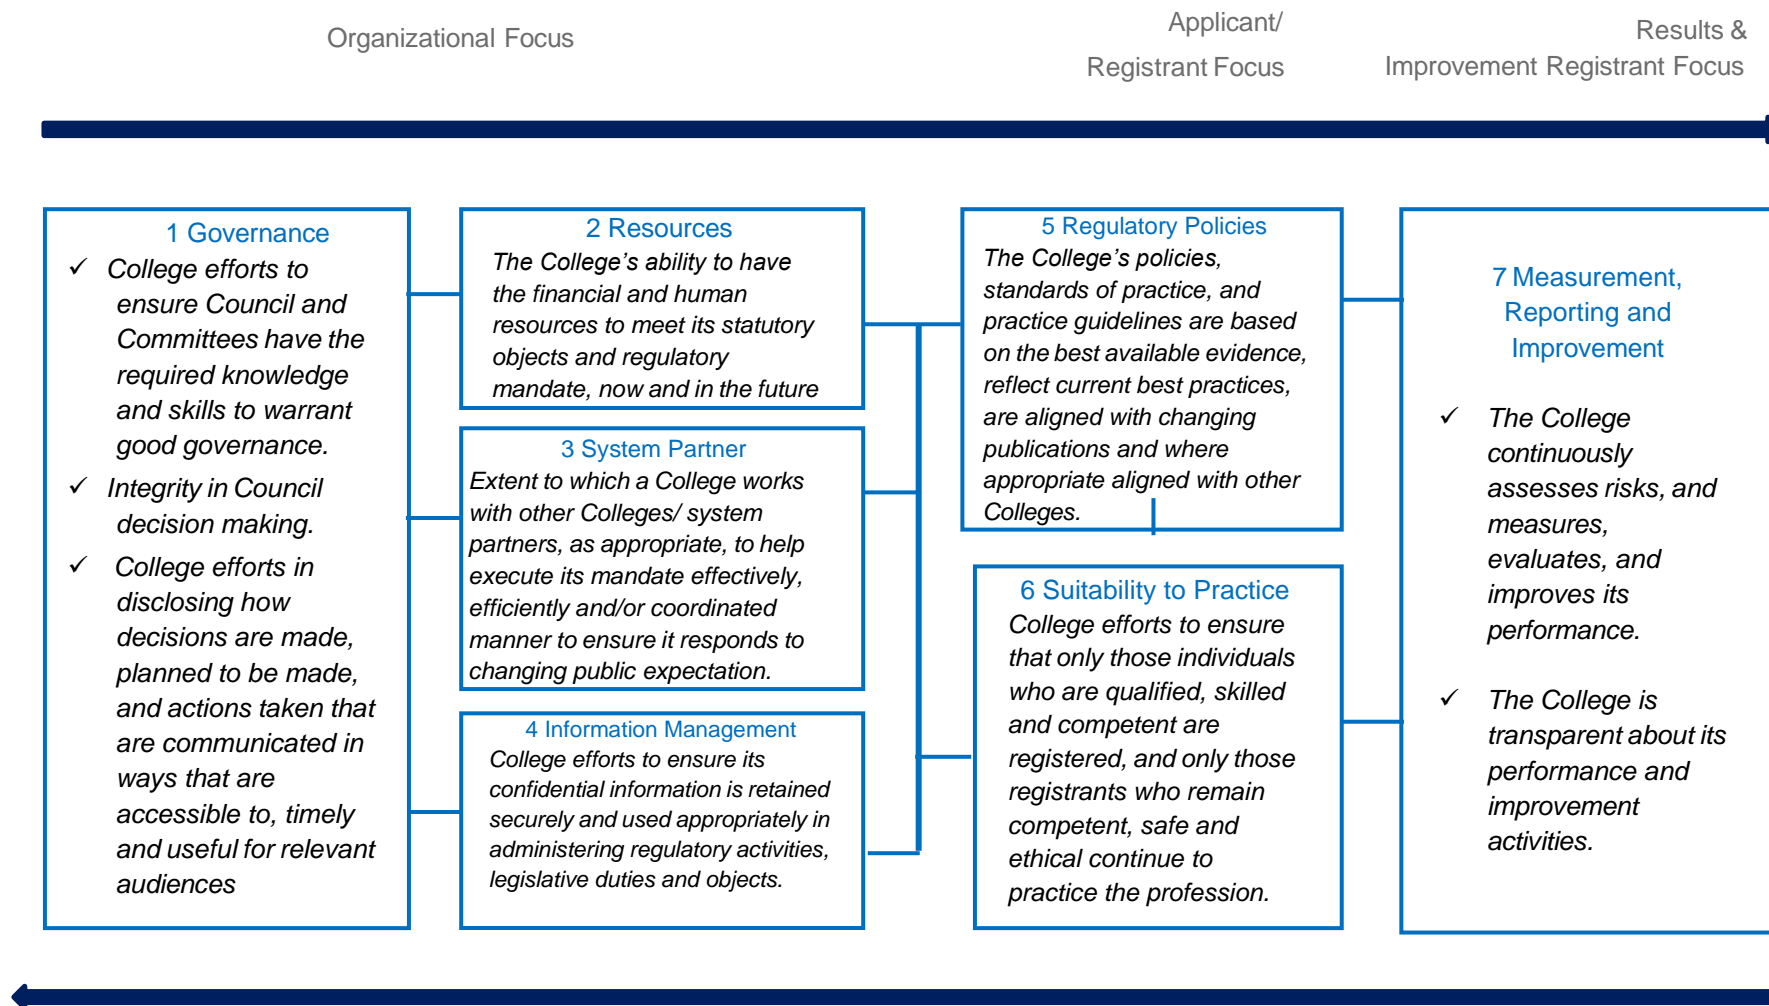 Organizational Focus
Applicant/
Registrant Focus
Results &
Improvement Registrant Focus
1 Governance
✓ College efforts to
ensure Council and
Committees have the
required knowledge
and skills to warrant
good governance.
✓ Integrity in Council
decision making.
✓ College efforts in
disclosing how
decisions are made,
planned to be made,
and actions taken that
are communicated in
ways that are
accessible to, timely
and useful for relevant
audiences
2 Resources
The College’s ability to have
the financial and human
resources to meet its statutory
objects and regulatory
mandate, now and in the future
3 System Partner
Extent to which a College works
with other Colleges/ system
partners, as appropriate, to help
execute its mandate effectively,
efficiently and/or coordinated
manner to ensure it responds to
changing public expectation.
4 Information Management
College efforts to ensure its
confidential information is retained
securely and used appropriately in
administering regulatory activities,
legislative duties and objects.
5 Regulatory Policies
The College’s policies,
standards of practice, and
practice guidelines are based
on the best available evidence,
reflect current best practices,
are aligned with changing
publications and where
appropriate aligned with other
Colleges.
6 Suitability to Practice
College efforts to ensure
that only those individuals
who are qualified, skilled
and competent are
registered, and only those
registrants who remain
competent, safe and
ethical continue to
practice the profession.
7 Measurement,
Reporting and
Improvement
✓ The College
continuously
assesses risks, and
measures,
evaluates, and
improves its
performance.
✓ The College is
transparent about its
performance and
improvement
activities.